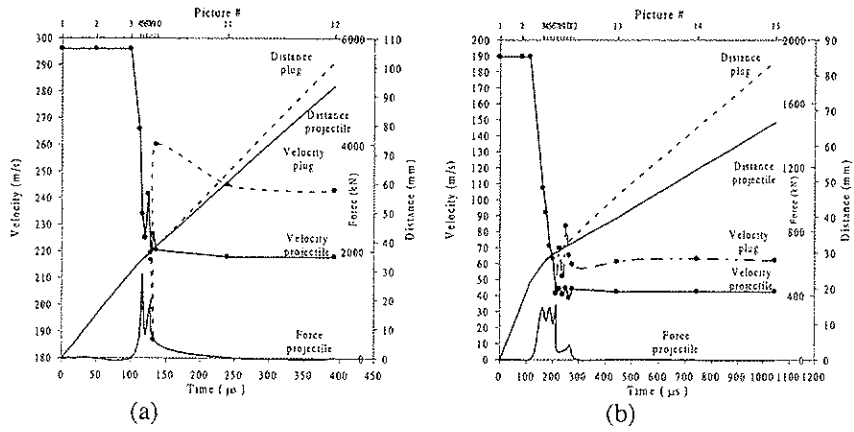 Picture #
1 2 3 11 12
300 290 280 270 260 250 240 230 220 210 200 190 180
Velocity (m/s)
6000 4000 2000 0
Force (kN)
110 100 90 80 70 60 50 40 30 20 10 0
Distance (mm)
Distance
plug
Distance
projectile
Velocity
plug
Velocity
projectile
Force
projectile
0 50 100 150 200 250 300 350 400 450
Time ( μs )
(a)
Picture #
1 2 13 14 15
200 190 180 170 160 150 140 130 120 110 100 90 80 70 60 50 40 30 20 10 0
Velocity (m/s)
2000 1600 1200 800 400 0
Force (kN)
90 80 70 60 50 40 30 20 10 0
Distance (mm)
Distance
plug
Distance
projectile
Velocity
plug
Velocity
projectile
Force
projectile
0 100 200 300 400 500 600 700 800 900 1000 1100 1200
Time ( μs )
(b)